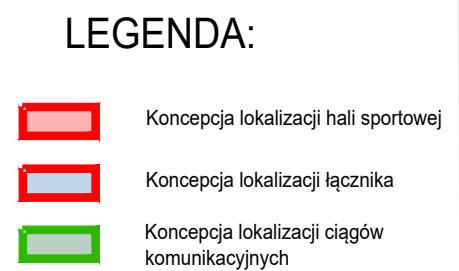 LEGENDA:
Koncepcja lokalizacji hali sportowej
Koncepcja lokalizacji łącznika
Koncepcja lokalizacji ciągów
komunikacyjnych